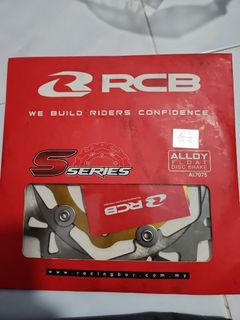 RCB
WE BUILD RIDERS CONFIDENCE
S SERIES
ALLOY
FLOAT
DISC BRAKE
AL7075
RCB
www.racingboy.com.my